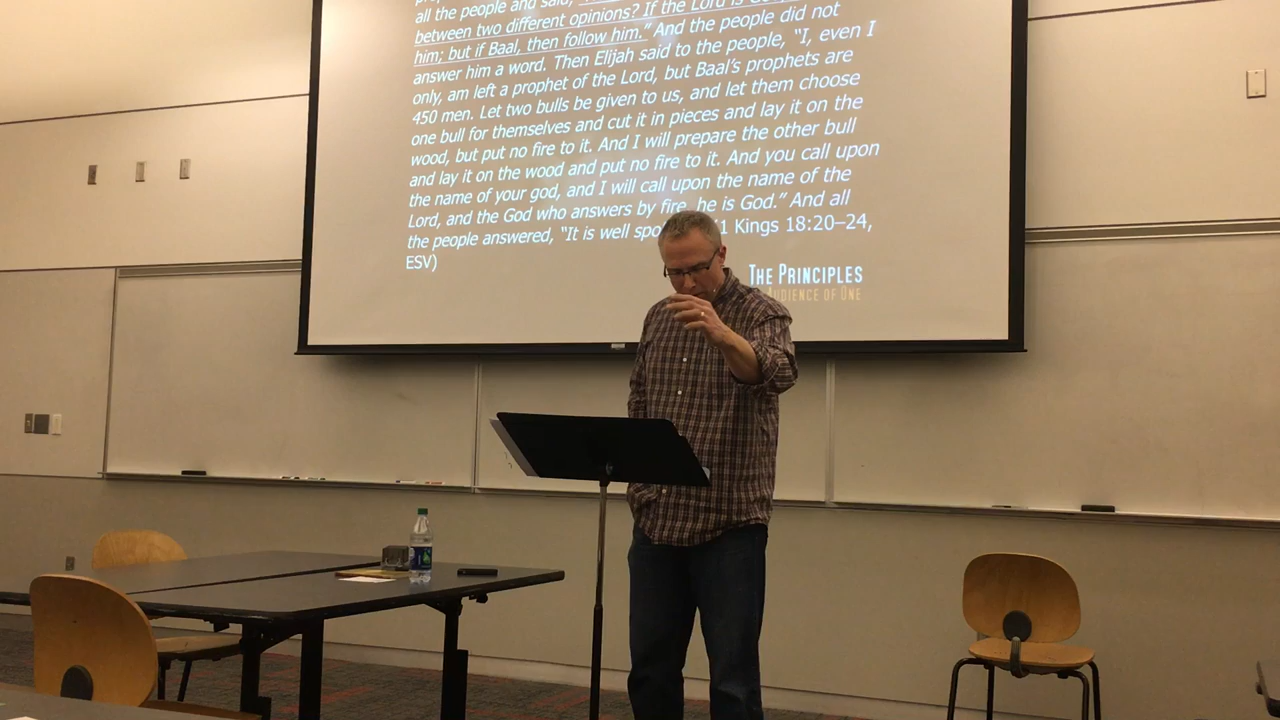 all the people and said,
between two different opinions? If the Lord is
him; but if Baal, then follow him.” And the people did not
answer him a word. Then Elijah said to the people, “I, even I
only, am left a prophet of the Lord, but Baal’s prophets are
450 men. Let two bulls be given to us, and let them choose
one bull for themselves and cut it in pieces and lay it on the
wood, but put no fire to it. And I will prepare the other bull
and lay it on the wood and put no fire to it. And you call upon
the name of your god, and I will call upon the name of the
Lord, and the God who answers by fire, he is God.” And all
the people answered, “It is well spo 1 Kings 18:20–24,
ESV)
THE PRINCIPLES
AUDIENCE OF ONE